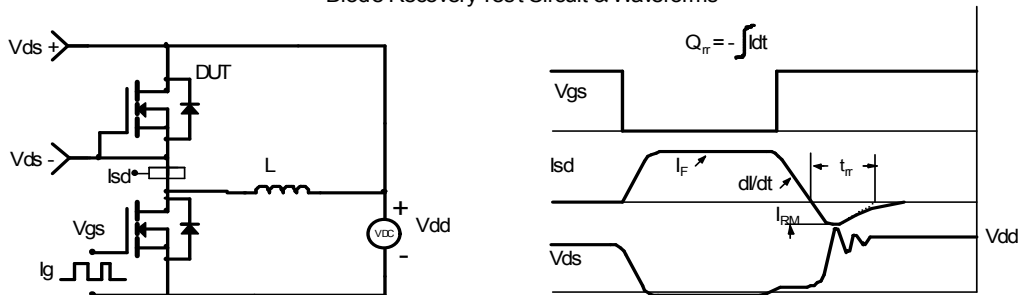 Diode Recovery Test Circuit & Waveforms
Vds +
DUT
Vds -
Isd
L
Vgs
Ig
+
VDC
-
Vdd
Qrr = - ∫Idt
Vgs
Isd
IF
dI/dt
trr
IRM
Vdd
Vds